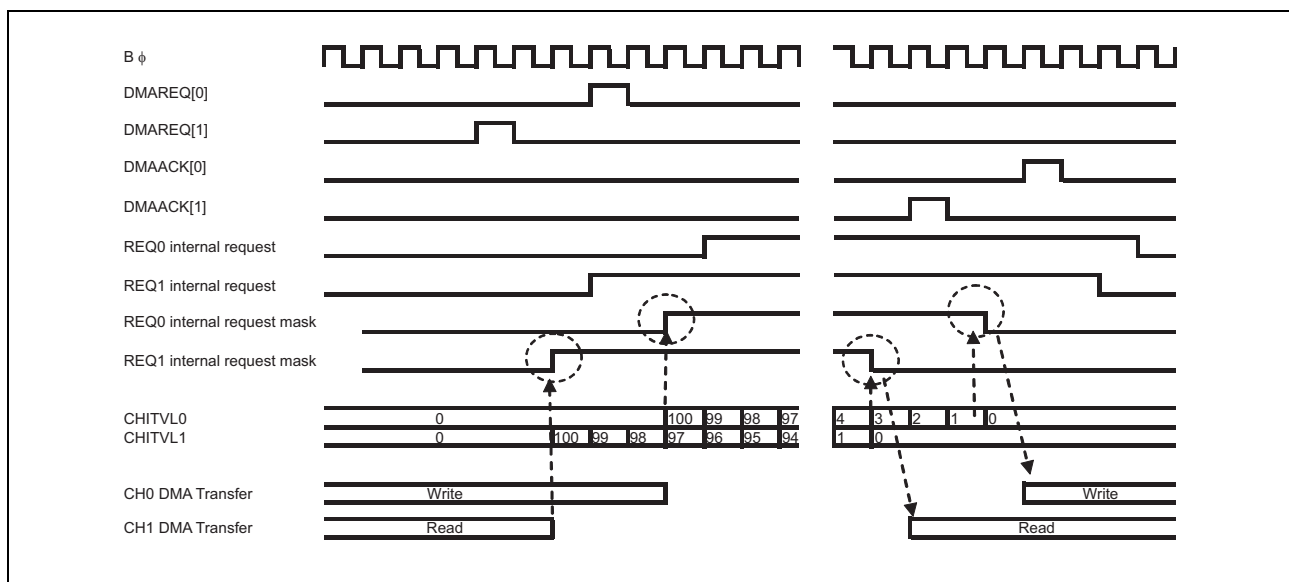 B ϕ
DMAREQ[0]
DMAREQ[1]
DMAACK[0]
DMAACK[1]
REQ0 internal request
REQ1 internal request
REQ0 internal request mask
REQ1 internal request mask
CHITVL0 0 100 99 98 97 4 3 2 1 0
CHITVL1 0 100 99 98 97 96 95 94 1 0
CH0 DMA Transfer Write Write
CH1 DMA Transfer Read Read